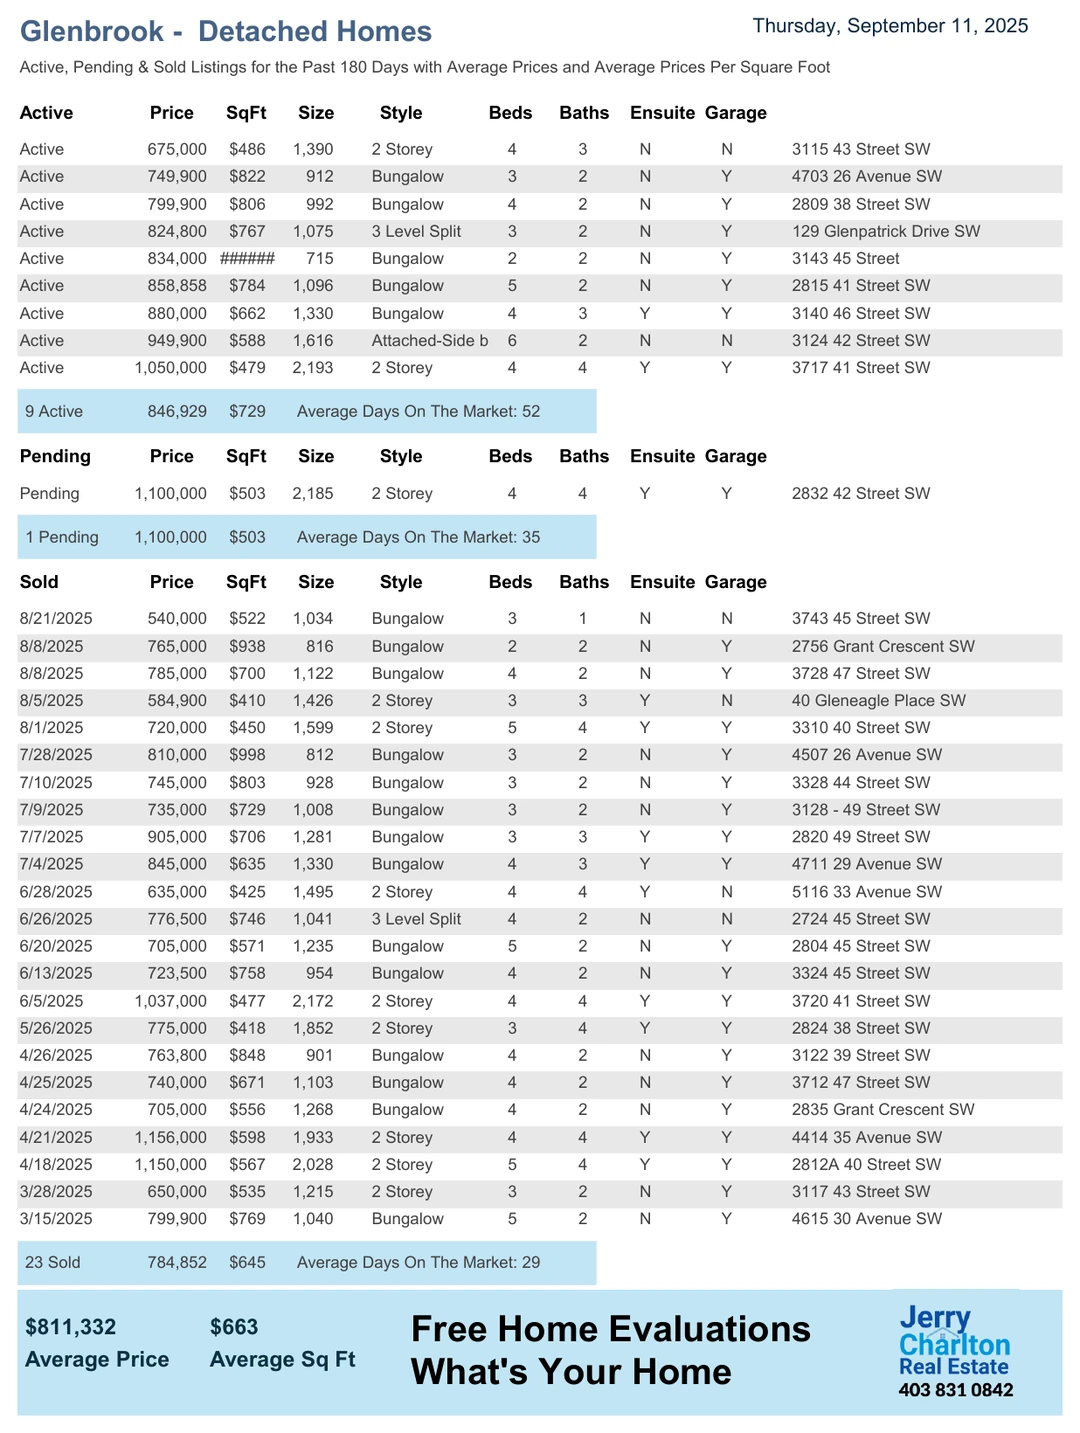 Glenbrook - Detached Homes
Thursday, September 11, 2025
Active, Pending & Sold Listings for the Past 180 Days with Average Prices and Average Prices Per Square Foot
Active Price SqFt Size Style Beds Baths Ensuite Garage
Active 675,000 $486 1,390 2 Storey 4 3 N N 3115 43 Street SW
Active 749,900 $822 912 Bungalow 3 2 N Y 4703 26 Avenue SW
Active 799,900 $806 992 Bungalow 4 2 N Y 2809 38 Street SW
Active 824,800 $767 1,075 3 Level Split 3 2 N Y 129 Glenpatrick Drive SW
Active 834,000 ###### 715 Bungalow 2 2 N Y 3143 45 Street
Active 858,858 $784 1,096 Bungalow 5 2 N Y 2815 41 Street SW
Active 880,000 $662 1,330 Bungalow 4 3 Y Y 3140 46 Street SW
Active 949,900 $588 1,616 Attached-Side b 6 2 N N 3124 42 Street SW
Active 1,050,000 $479 2,193 2 Storey 4 4 Y Y 3717 41 Street SW
9 Active 846,929 $729 Average Days On The Market: 52
Pending Price SqFt Size Style Beds Baths Ensuite Garage
Pending 1,100,000 $503 2,185 2 Storey 4 4 Y Y 2832 42 Street SW
1 Pending 1,100,000 $503 Average Days On The Market: 35
Sold Price SqFt Size Style Beds Baths Ensuite Garage
8/21/2025 540,000 $522 1,034 Bungalow 3 1 N N 3743 45 Street SW
8/8/2025 765,000 $938 816 Bungalow 2 2 N Y 2756 Grant Crescent SW
8/8/2025 785,000 $700 1,122 Bungalow 4 2 N Y 3728 47 Street SW
8/5/2025 584,900 $410 1,426 2 Storey 3 3 Y N 40 Gleneagle Place SW
8/1/2025 720,000 $450 1,599 2 Storey 5 4 Y Y 3310 40 Street SW
7/28/2025 810,000 $998 812 Bungalow 3 2 N Y 4507 26 Avenue SW
7/10/2025 745,000 $803 928 Bungalow 3 2 N Y 3328 44 Street SW
7/9/2025 735,000 $729 1,008 Bungalow 3 2 N Y 3128 - 49 Street SW
7/7/2025 905,000 $706 1,281 Bungalow 3 3 Y Y 2820 49 Street SW
7/4/2025 845,000 $635 1,330 Bungalow 4 3 Y Y 4711 29 Avenue SW
6/28/2025 635,000 $425 1,495 2 Storey 4 4 Y N 5116 33 Avenue SW
6/26/2025 776,500 $746 1,041 3 Level Split 4 2 N N 2724 45 Street SW
6/20/2025 705,000 $571 1,235 Bungalow 5 2 N Y 2804 45 Street SW
6/13/2025 723,500 $758 954 Bungalow 4 2 N Y 3324 45 Street SW
6/5/2025 1,037,000 $477 2,172 2 Storey 4 4 Y Y 3720 41 Street SW
5/26/2025 775,000 $418 1,852 2 Storey 3 4 Y Y 2824 38 Street SW
4/26/2025 763,800 $848 901 Bungalow 4 2 N Y 3122 39 Street SW
4/25/2025 740,000 $671 1,103 Bungalow 4 2 N Y 3712 47 Street SW
4/24/2025 705,000 $556 1,268 Bungalow 4 2 N Y 2835 Grant Crescent SW
4/21/2025 1,156,000 $598 1,933 2 Storey 4 4 Y Y 4414 35 Avenue SW
4/18/2025 1,150,000 $567 2,028 2 Storey 5 4 Y Y 2812A 40 Street SW
3/28/2025 650,000 $535 1,215 2 Storey 3 2 N Y 3117 43 Street SW
3/15/2025 799,900 $769 1,040 Bungalow 5 2 N Y 4615 30 Avenue SW
23 Sold 784,852 $645 Average Days On The Market: 29
$811,332 $663
Average Price Average Sq Ft
Free Home Evaluations
What's Your Home
Jerry
Charlton
Real Estate
403 831 0842